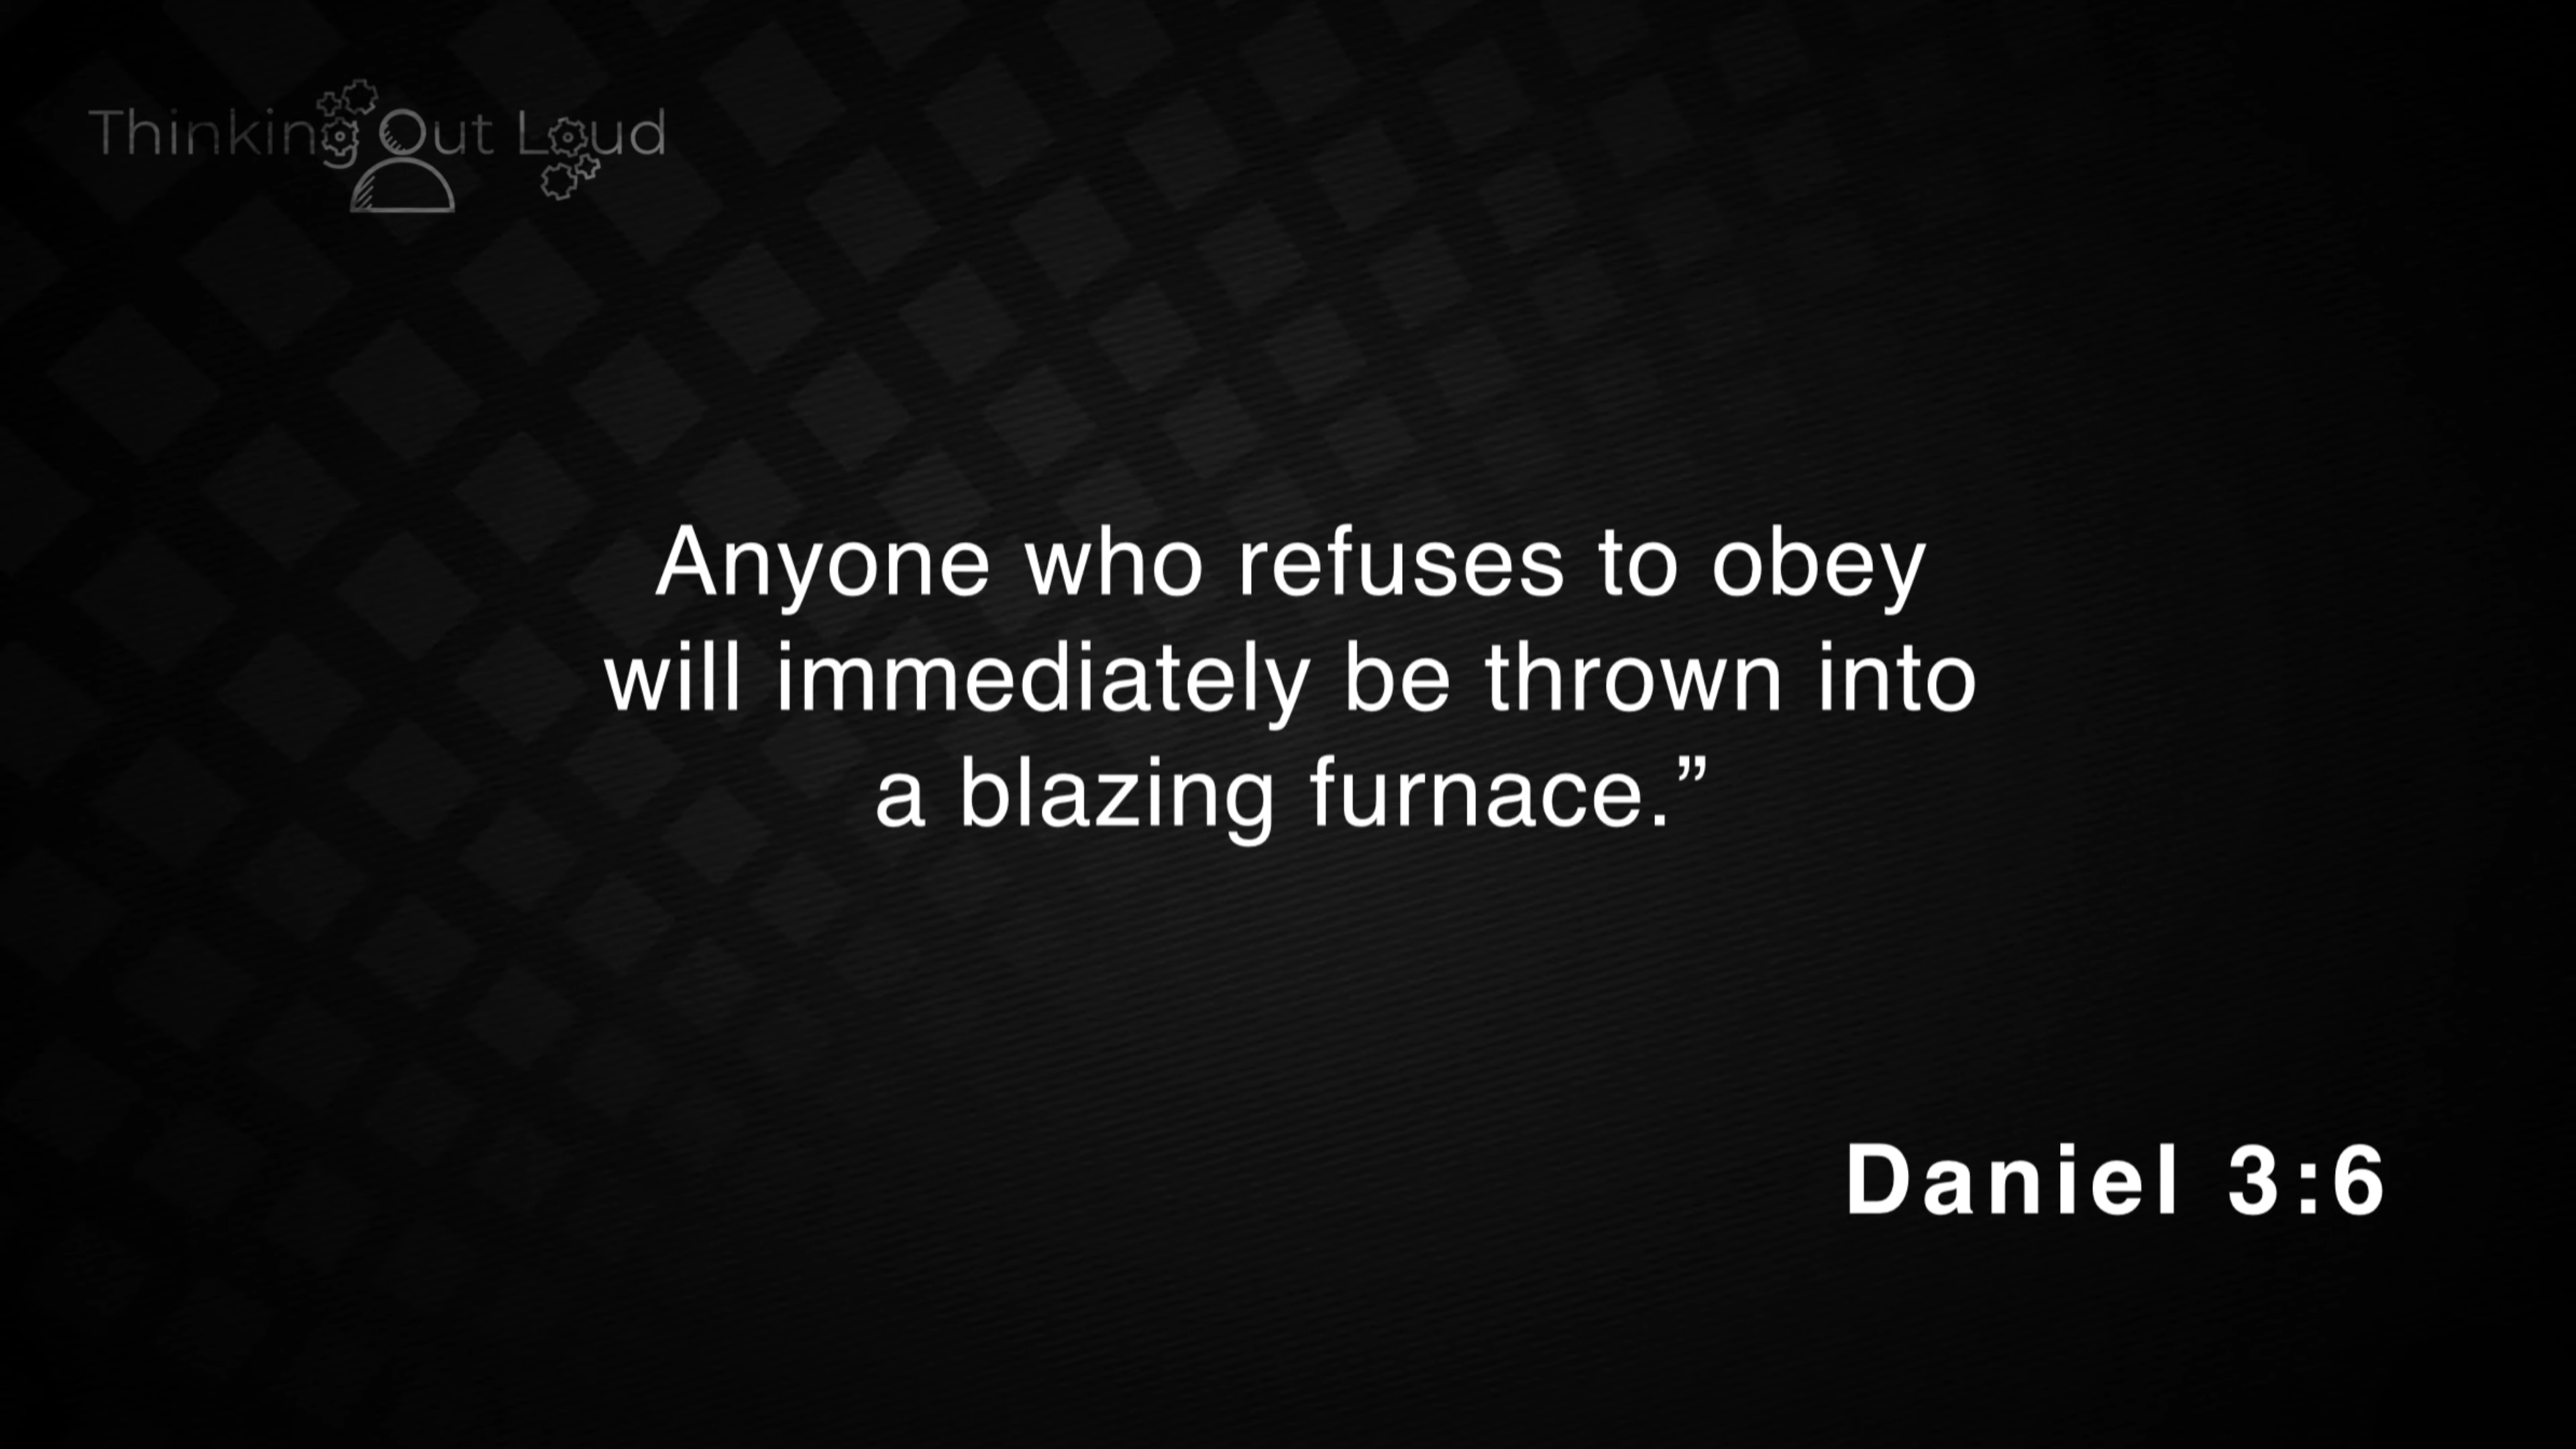 Thinking Out Loud
Anyone who refuses to obey
will immediately be thrown into
a blazing furnace.”
Daniel 3:6